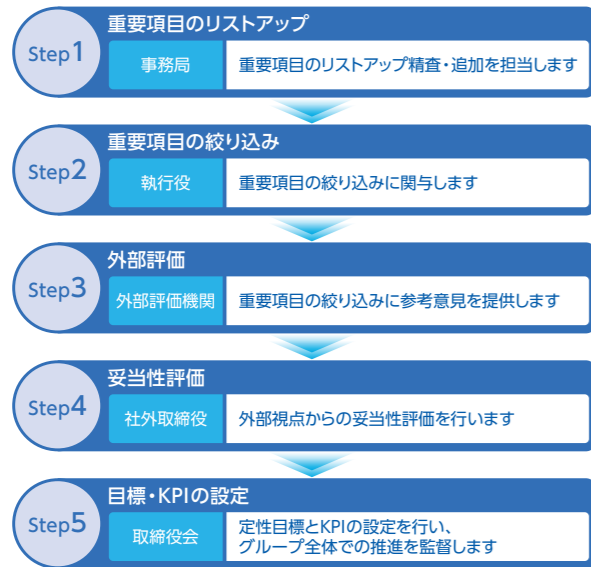 重要項目のリストアップ
Step1
事務局
重要項目のリストアップ精査・追加を担当します
重要項目の絞り込み
Step2
執行役
重要項目の絞り込みに関与します
外部評価
Step3
外部評価機関
重要項目の絞り込みに参考意見を提供します
妥当性評価
Step4
社外取締役
外部視点からの妥当性評価を行います
目標・KPIの設定
Step5
取締役会
定性目標とKPIの設定を行い、
グループ全体での推進を監督します